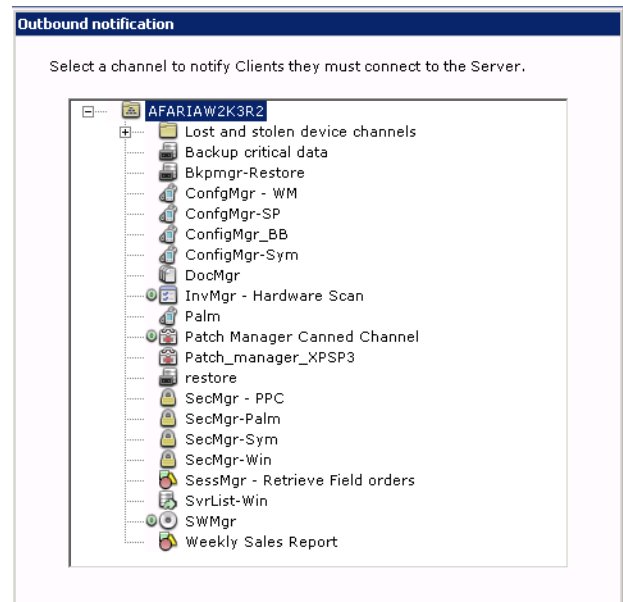 Outbound notification
Select a channel to notify Clients they must connect to the Server.
AFARIAW2K3R2
Lost and stolen device channels
Backup critical data
Bkpmgr-Restore
ConfgMgr - WM
ConfgMgr-SP
ConfigMgr_BB
ConfigMgr-Sym
DocMgr
InvMgr - Hardware Scan
Palm
Patch Manager Canned Channel
Patch_manager_XPSP3
restore
SecMgr - PPC
SecMgr-Palm
SecMgr-Sym
SecMgr-Win
SessMgr - Retrieve Field orders
SvrList-Win
SWMgr
Weekly Sales Report